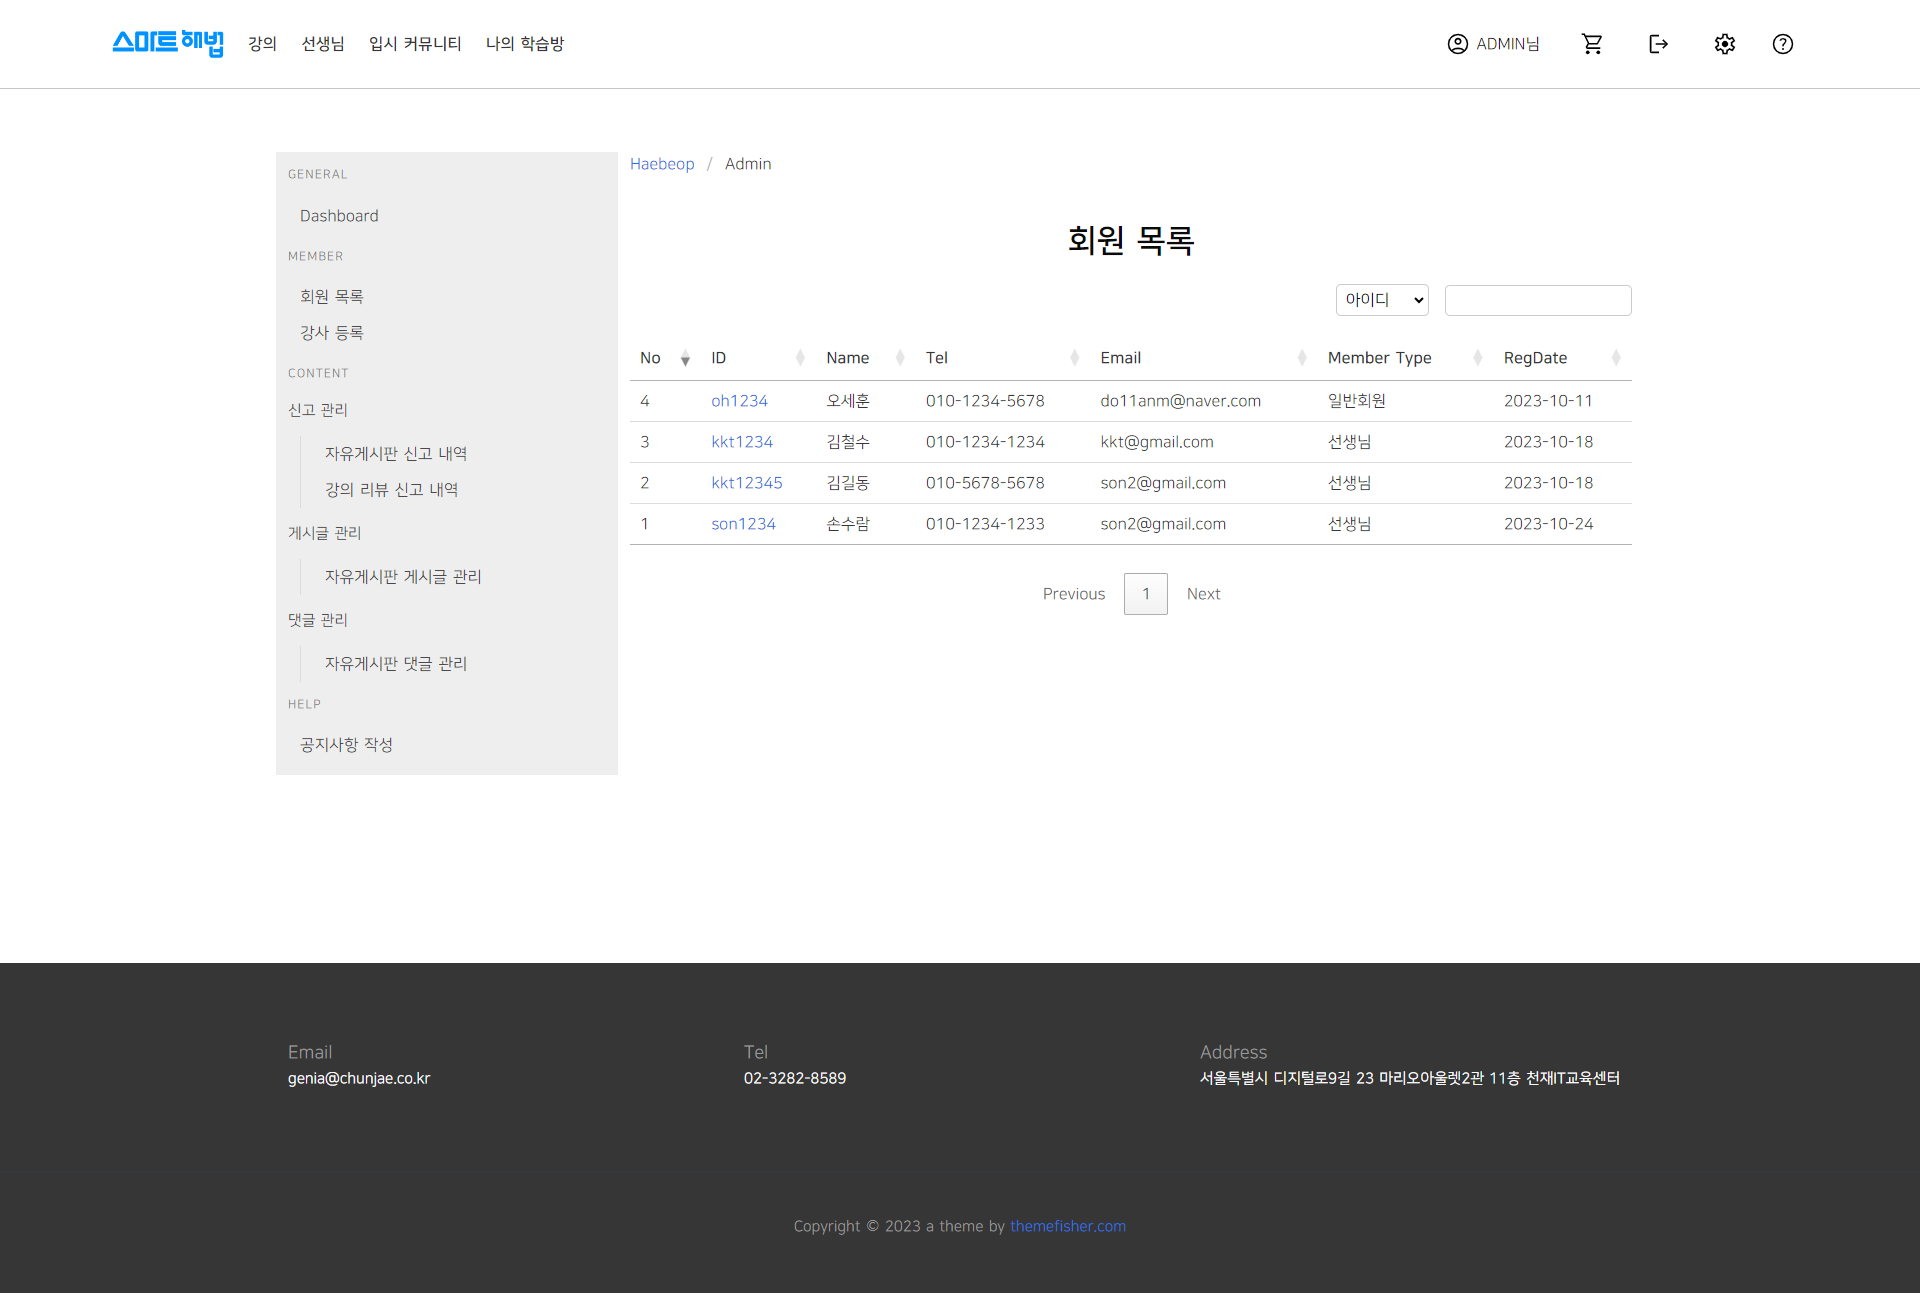 스마트해법 강의 선생님 입시 커뮤니티 나의 학습방 ADMIN님
GENERAL
Dashboard
MEMBER
회원 목록
강사 등록
CONTENT
신고 관리
자유게시판 신고 내역
강의 리뷰 신고 내역
게시글 관리
자유게시판 게시글 관리
댓글 관리
자유게시판 댓글 관리
HELP
공지사항 작성
Haebeop / Admin
회원 목록
아이디
No ID Name Tel Email Member Type RegDate
4 oh1234 오세훈 010-1234-5678 do11anm@naver.com 일반회원 2023-10-11
3 kkt1234 김철수 010-1234-1234 kkt@gmail.com 선생님 2023-10-18
2 kkt12345 김길동 010-5678-5678 son2@gmail.com 선생님 2023-10-18
1 son1234 손수람 010-1234-1233 son2@gmail.com 선생님 2023-10-24
Previous 1 Next
Email
genia@chunjae.co.kr
Tel
02-3282-8589
Address
서울특별시 디지털로9길 23 마리오아울렛2관 11층 천재IT교육센터
Copyright © 2023 a theme by themefisher.com